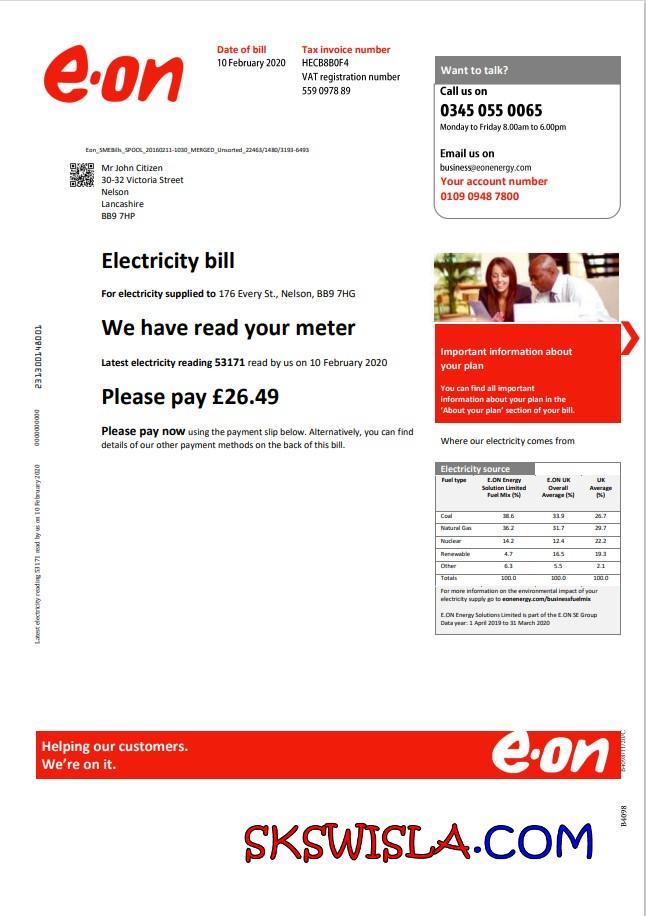 e·on
Date of bill
10 February 2020
Tax invoice number
HECB8B0F4
VAT registration number
559 0978 89
Want to talk?
Call us on
0345 055 0065
Monday to Friday 8.00am to 6.00pm
Email us on
business@eonenergy.com
Your account number
0109 0948 7800
Eon_SMEBills_SPOOL_20160211-1030_MERGED_Unsorted_22463/1480/3193-6493
Mr John Citizen
30-32 Victoria Street
Nelson
Lancashire
BB9 7HP
Electricity bill
For electricity supplied to 176 Every St., Nelson, BB9 7HG
We have read your meter
Latest electricity reading 53171 read by us on 10 February 2020
Please pay £26.49
Please pay now using the payment slip below. Alternatively, you can find
details of our other payment methods on the back of this bill.
Important information about
your plan
You can find all important
information about your plan in the
‘About your plan’ section of your bill.
Where our electricity comes from
Electricity source
Fuel type E.ON Energy Solution Limited Fuel Mix (%) E.ON UK Overall Average (%) UK Average (%)
Coal 38.6 33.9 26.7
Natural Gas 36.2 31.7 29.7
Nuclear 14.2 12.4 22.2
Renewable 4.7 16.5 19.3
Other 6.3 5.5 2.1
Totals 100.0 100.0 100.0
For more information on the environmental impact of your
electricity supply go to eonenergy.com/businessfuelmix
E.ON Energy Solutions Limited is part of the E.ON SE Group
Data year: 1 April 2019 to 31 March 2020
Latest electricity reading 53171 read by us on 10 February 2020 0000000000 231300148001
Helping our customers.
We’re on it.
e·on
B4098
SKSWISLA.COM